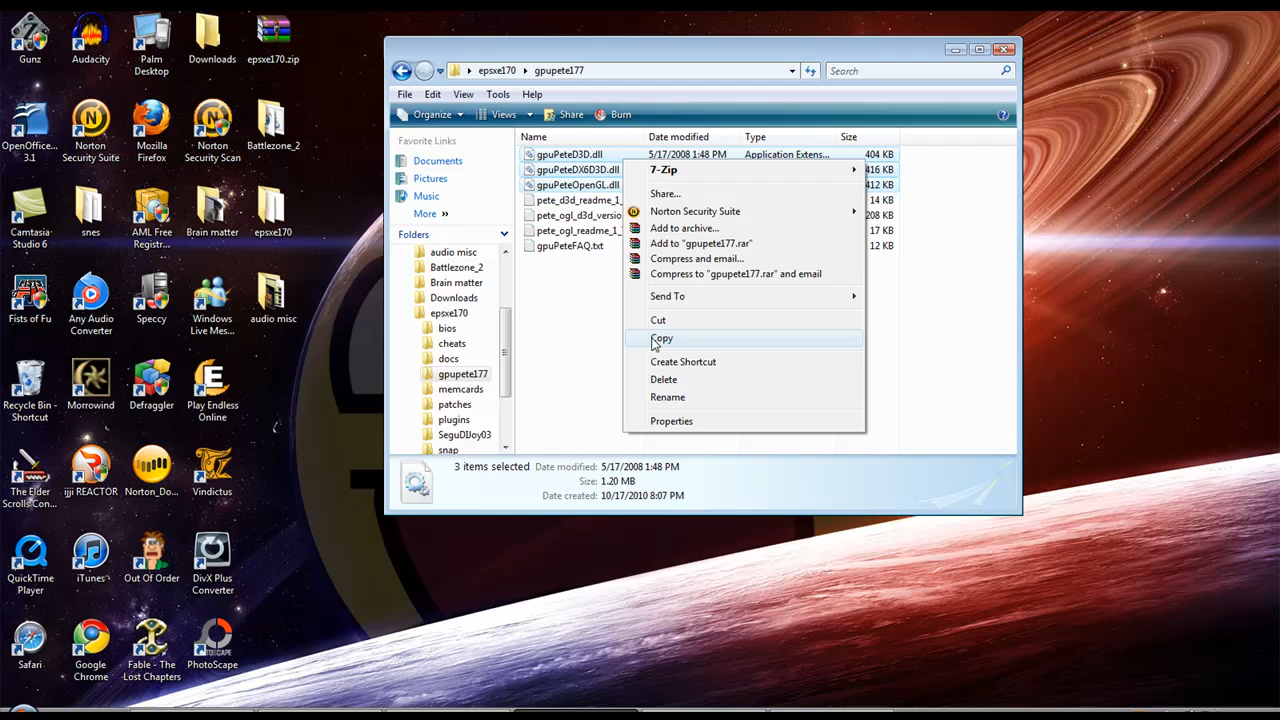 Gunz
Audacity
Palm
Desktop
Downloads
epsxe170.zip
OpenOffice...
3.1
Norton
Security Suite
Mozilla
Firefox
Norton
Security Scan
Battlezone_2
Camtasia
Studio 6
snes
AML Free
Registr...
Brain matter
epsxe170
Fists of Fu
Any Audio
Converter
Speccy
Windows
Live Mes...
audio misc
Recycle Bin -
Shortcut
Morrowind
Defraggler
Play Endless
Online
The Elder
Scrolls Con...
ijji REACTOR
Norton_Do...
Vindictus
QuickTime
Player
iTunes
Out Of Order
DivX Plus
Converter
Safari
Google
Chrome
Fable - The
Lost Chapters
PhotoScape
epsxe170 gpupete177
Search
File Edit View Tools Help
Organize Views Share Burn
Favorite Links
Documents
Pictures
Music
More
Folders
audio misc
Battlezone_2
Brain matter
Downloads
epsxe170
bios
cheats
docs
gpupete177
memcards
patches
plugins
SeguDIJoy03
snap
Name Date modified Type Size
gpuPeteD3D.dll 5/17/2008 1:48 PM Application Extens... 404 KB
gpuPeteDX6D3D.dll 416 KB
gpuPeteOpenGL.dll 412 KB
pete_d3d_readme_1_ 14 KB
pete_ogl_d3d_versio 208 KB
pete_ogl_readme_1_ 17 KB
gpuPeteFAQ.txt 12 KB
7-Zip
Share...
Norton Security Suite
Add to archive...
Add to "gpupete177.rar"
Compress and email...
Compress to "gpupete177.rar" and email
Send To
Cut
Copy
Create Shortcut
Delete
Rename
Properties
3 items selected Date modified: 5/17/2008 1:48 PM
Size: 1.20 MB
Date created: 10/17/2010 8:07 PM